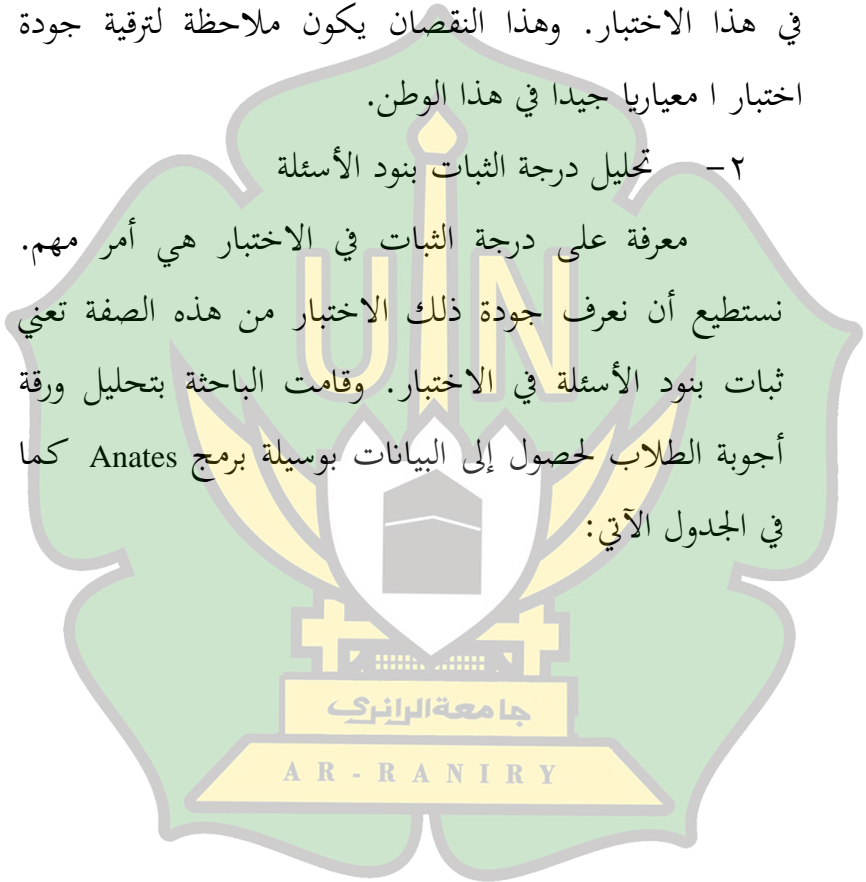 في هذا الاختبار. وهذا النقصان يكون ملاحظة لترقية جودة
اختبار ا معياريا جيدا في هذا الوطن.
٢- تحليل درجة الثبات بنود الأسئلة
معرفة على درجة الثبات في الاختبار هي أمر مهم.
نستطيع أن نعرف جودة ذلك الاختبار من هذه الصفة تعني
ثبات بنود الأسئلة في الاختبار. وقامت الباحثة بتحليل ورقة
أجوبة الطلاب لحصول إلى البيانات بوسيلة برمج Anates كما
في الجدول الآتي:
UIN
جامعة الرانري
AR-RANIRY